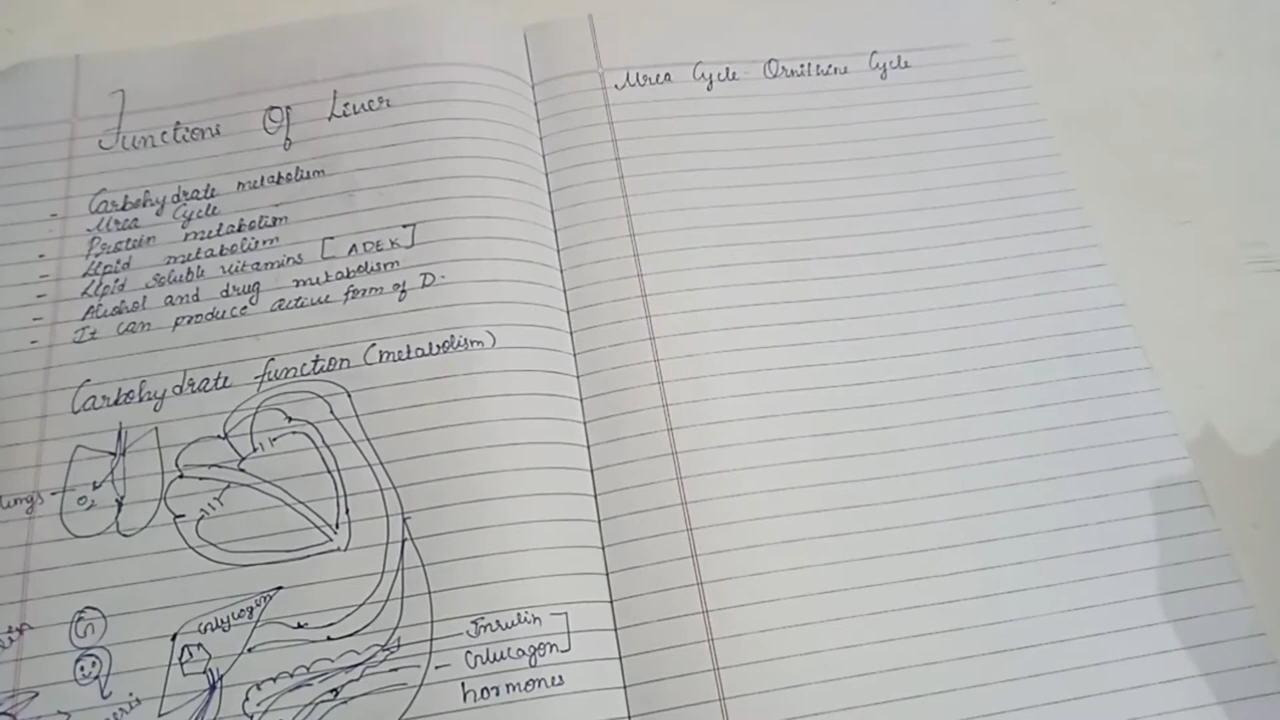 Functions Of Liver
- Carbohydrate metabolism
Urea Cycle
- Protein metabolism
- Lipid metabolism
- Lipid soluble vitamins [ADEK]
- Alcohol and drug metabolism
- It can produce active form of D.
Carbohydrate function (metabolism)
lungs
O2
Glycogen
G
Insulin
- Glucagon
hormones
Urea Cycle - Ornithine Cycle